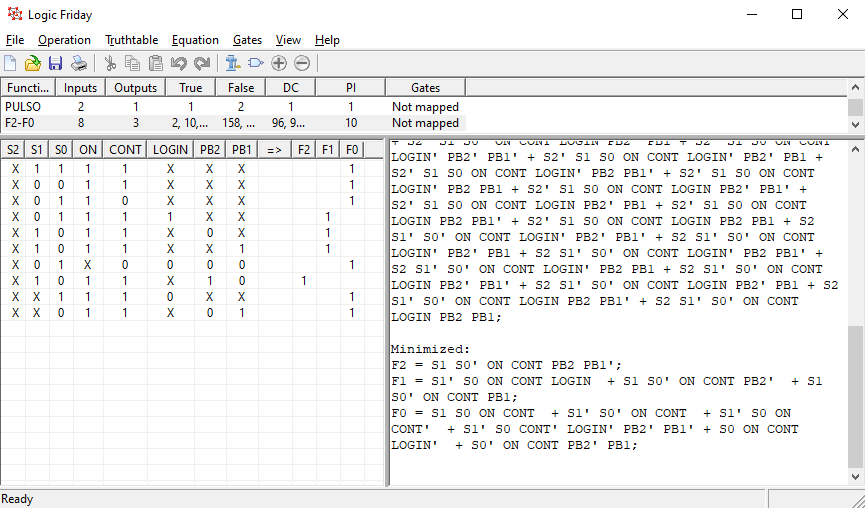 Logic Friday
File Operation Truthtable Equation Gates View Help
Functi... Inputs Outputs True False DC PI Gates
PULSO 2 1 1 2 1 1 Not mapped
F2-F0 8 3 2, 10,... 158, ... 96, 9... 10 Not mapped
S2 S1 S0 ON CONT LOGIN PB2 PB1 => F2 F1 F0
X 1 1 1 1 X X X 1
X 0 0 1 1 X X X 1
X 0 1 1 0 X X X 1
X 0 1 1 1 1 X X 1
X 1 0 1 1 X 0 X 1
X 1 0 1 1 X X 1 1
X 0 1 X 0 0 0 0 1
X 1 0 1 1 X 1 0 1
X X 1 1 1 0 X X 1
X X 0 1 1 X 0 1 1
+ S2' S1 S0' ON CONT LOGIN PB2' PB1 + S2' S1 S0 ON CONT
LOGIN' PB2' PB1' + S2' S1 S0 ON CONT LOGIN' PB2' PB1 +
S2' S1 S0 ON CONT LOGIN' PB2 PB1' + S2' S1 S0 ON CONT
LOGIN' PB2 PB1 + S2' S1 S0 ON CONT LOGIN PB2' PB1' +
S2' S1 S0 ON CONT LOGIN PB2' PB1 + S2' S1 S0 ON CONT
LOGIN PB2 PB1' + S2' S1 S0 ON CONT LOGIN PB2 PB1 + S2
S1' S0' ON CONT LOGIN' PB2' PB1' + S2 S1' S0' ON CONT
LOGIN' PB2' PB1 + S2 S1' S0' ON CONT LOGIN' PB2 PB1' +
S2 S1' S0' ON CONT LOGIN' PB2 PB1 + S2 S1' S0' ON CONT
LOGIN PB2' PB1' + S2 S1' S0' ON CONT LOGIN PB2' PB1 + S2
S1' S0' ON CONT LOGIN PB2 PB1' + S2 S1' S0' ON CONT
LOGIN PB2 PB1;
Minimized:
F2 = S1 S0' ON CONT PB2 PB1';
F1 = S1' S0 ON CONT LOGIN + S1 S0' ON CONT PB2' + S1
S0' ON CONT PB1;
F0 = S1 S0 ON CONT + S1' S0' ON CONT + S1' S0 ON
CONT' + S1' S0 CONT' LOGIN' PB2' PB1' + S0 ON CONT
LOGIN' + S0' ON CONT PB2' PB1;
Ready